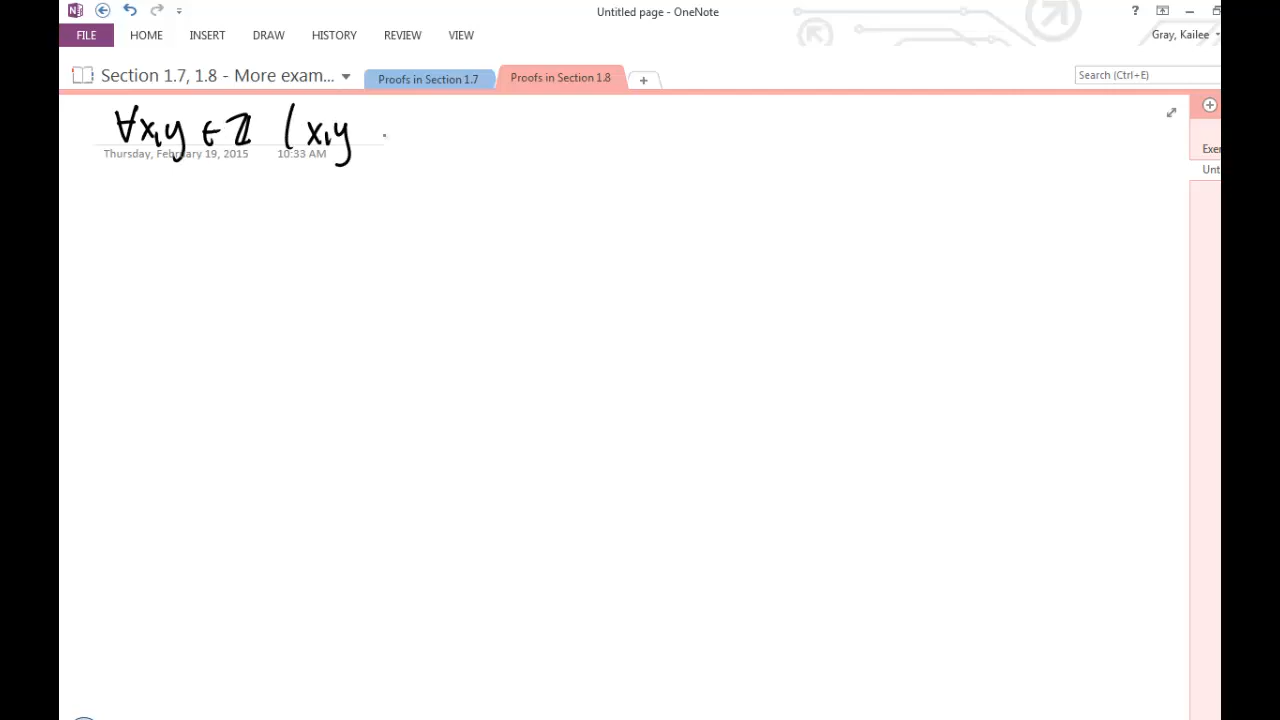 Untitled page - OneNote
?
FILE HOME INSERT DRAW HISTORY REVIEW VIEW
Gray, Kailee
Section 1.7, 1.8 - More exam...
Proofs in Section 1.7
Proofs in Section 1.8
+
Search (Ctrl+E)
∀x,y ∈ ℤ (x,y
Thursday, February 19, 2015 10:33 AM
Exer
Unt